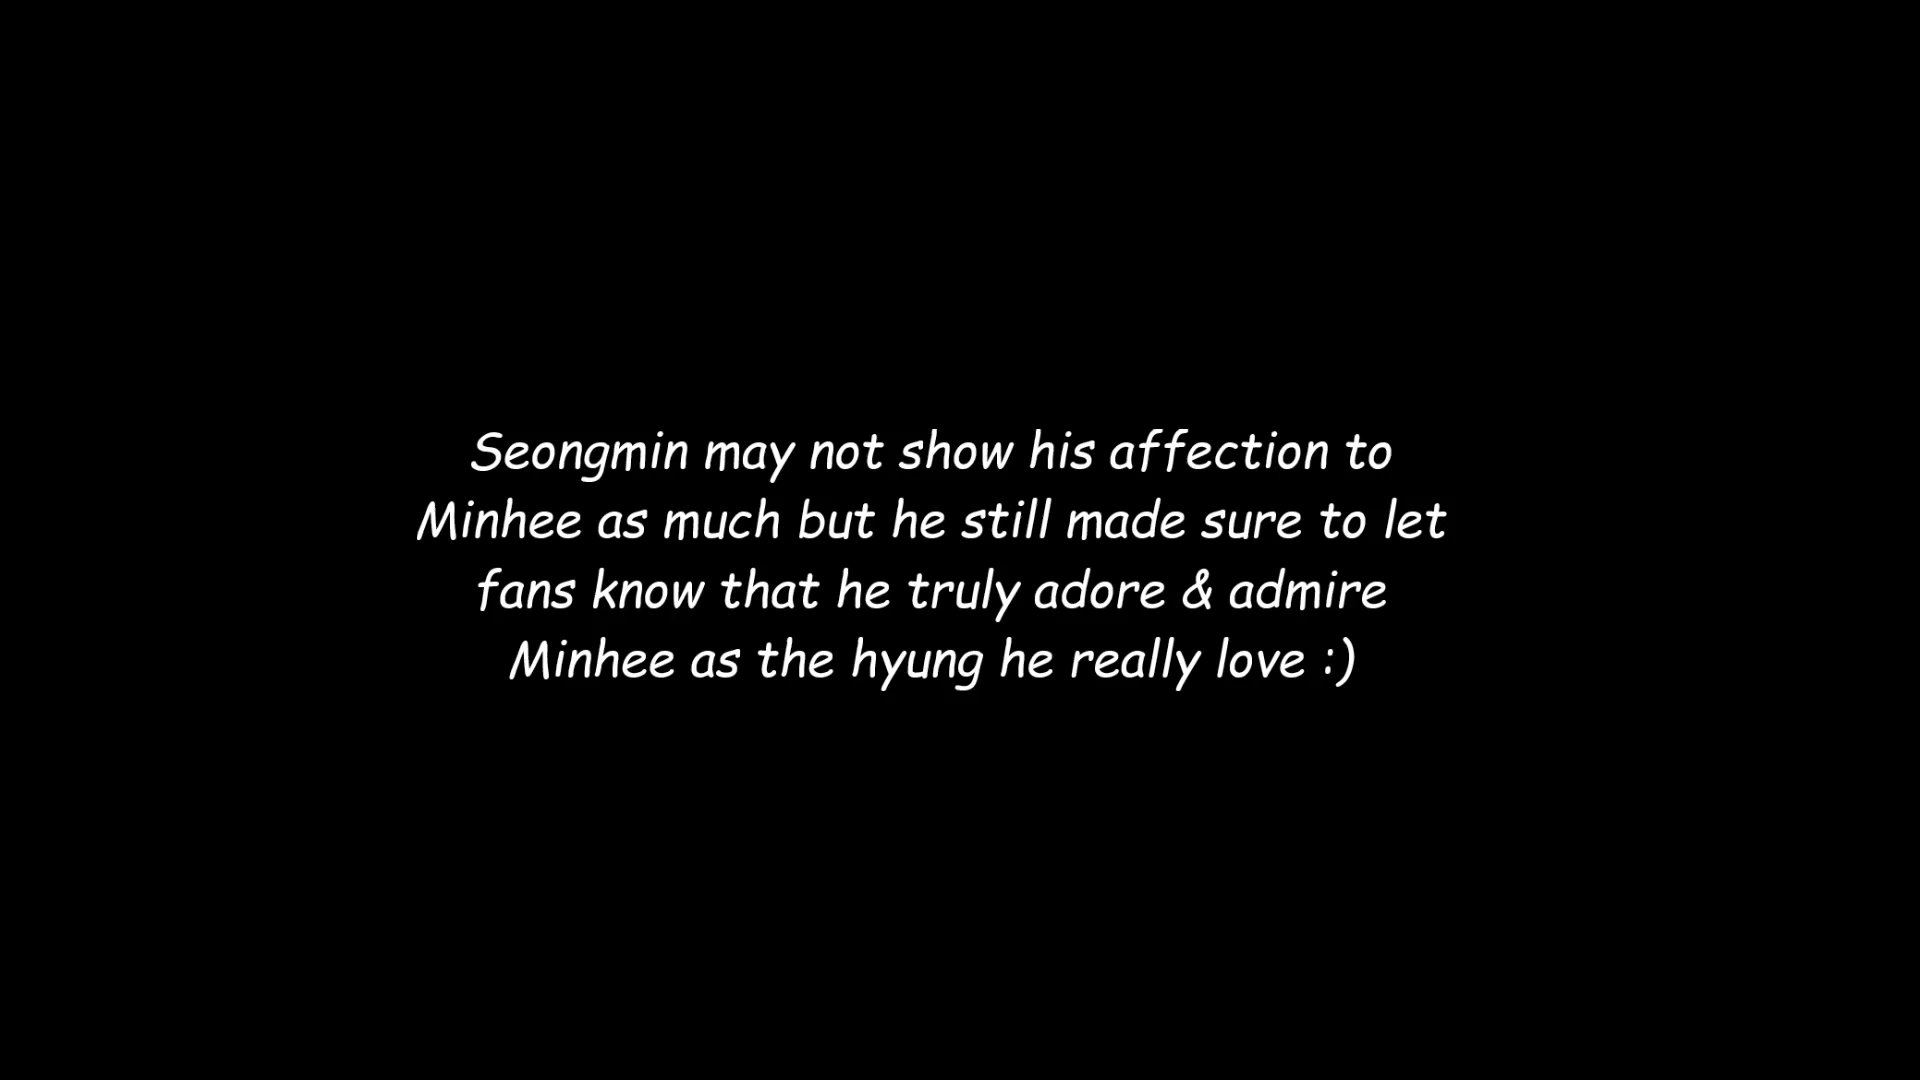 Seongmin may not show his affection to
Minhee as much but he still made sure to let
fans know that he truly adore & admire
Minhee as the hyung he really love :)